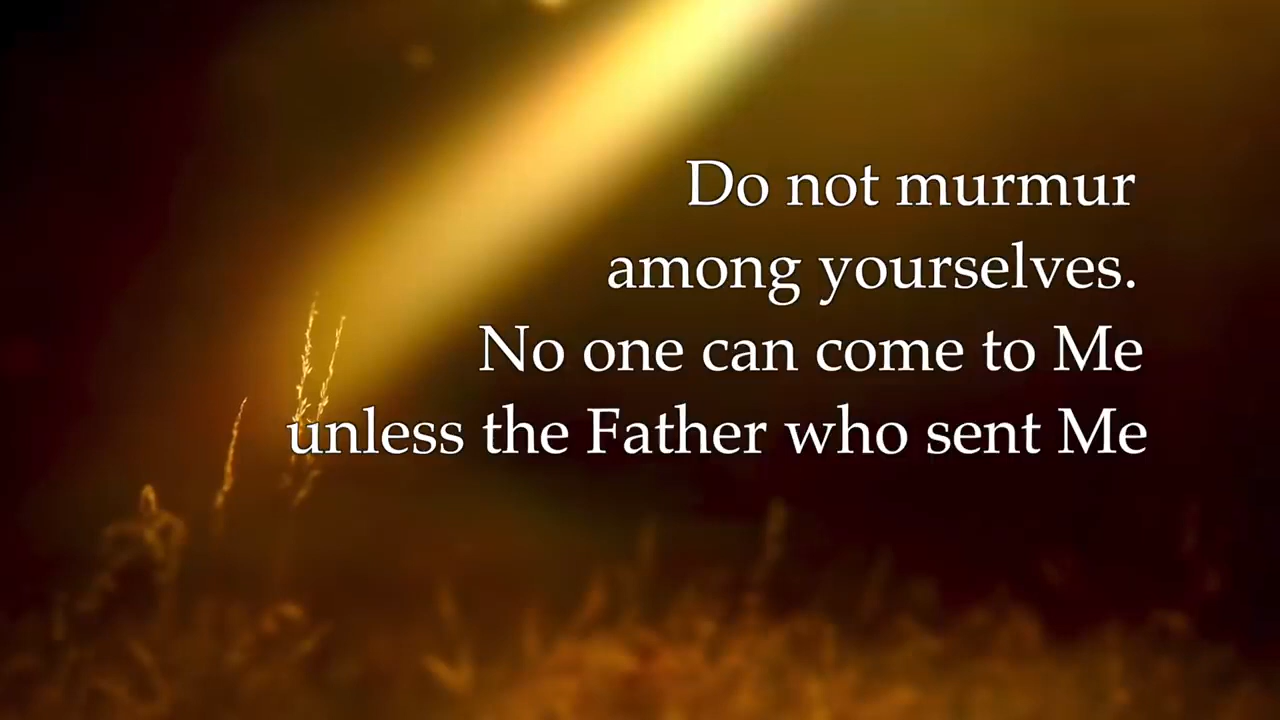 Do not murmur
among yourselves.
No one can come to Me
unless the Father who sent Me